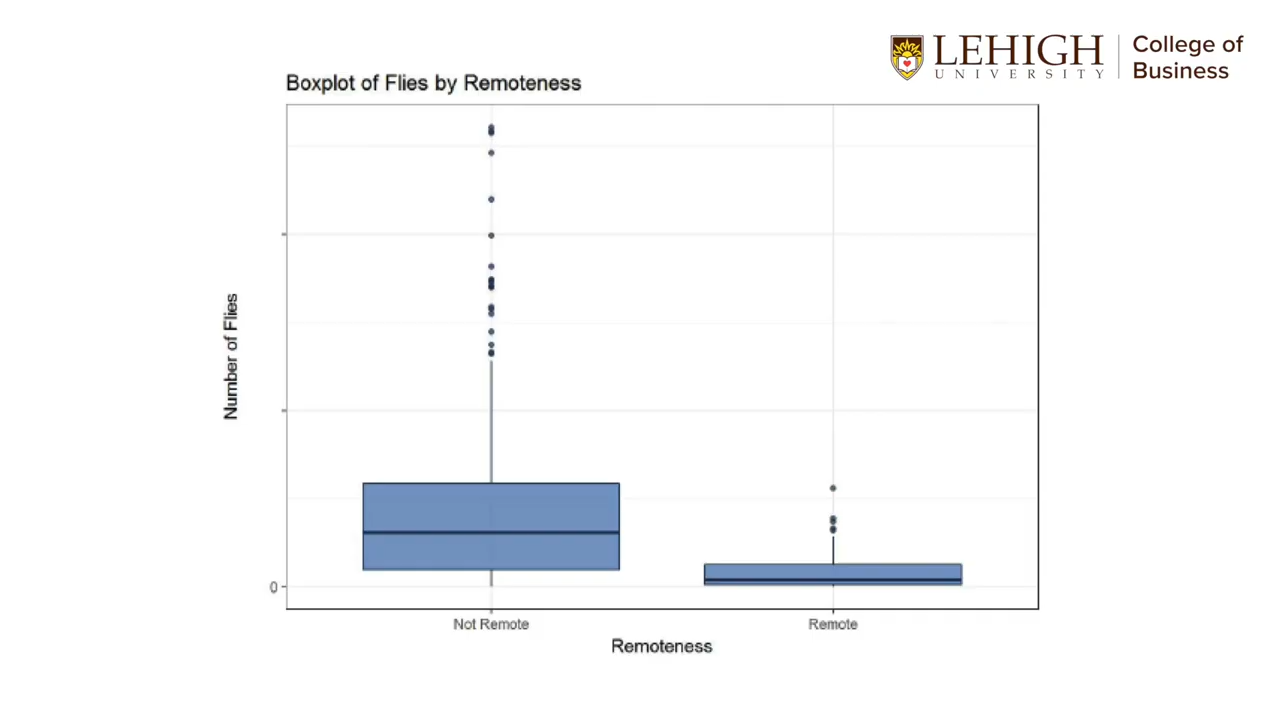 LEHIGH
UNIVERSITY
College of
Business
Boxplot of Flies by Remoteness
Number of Flies
0
Not Remote
Remote
Remoteness